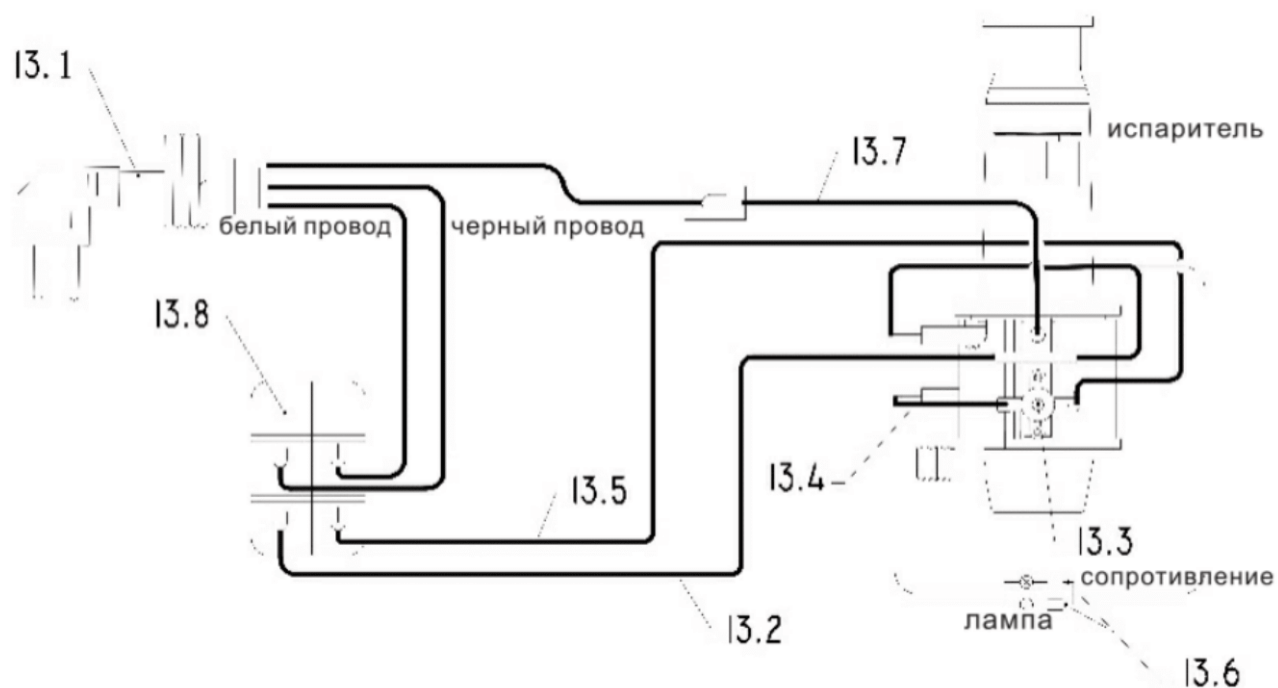 13.1
испаритель
13.7
белый провод
черный провод
13.8
13.4
13.5
13.3
сопротивление
лампа
13.2
13.6